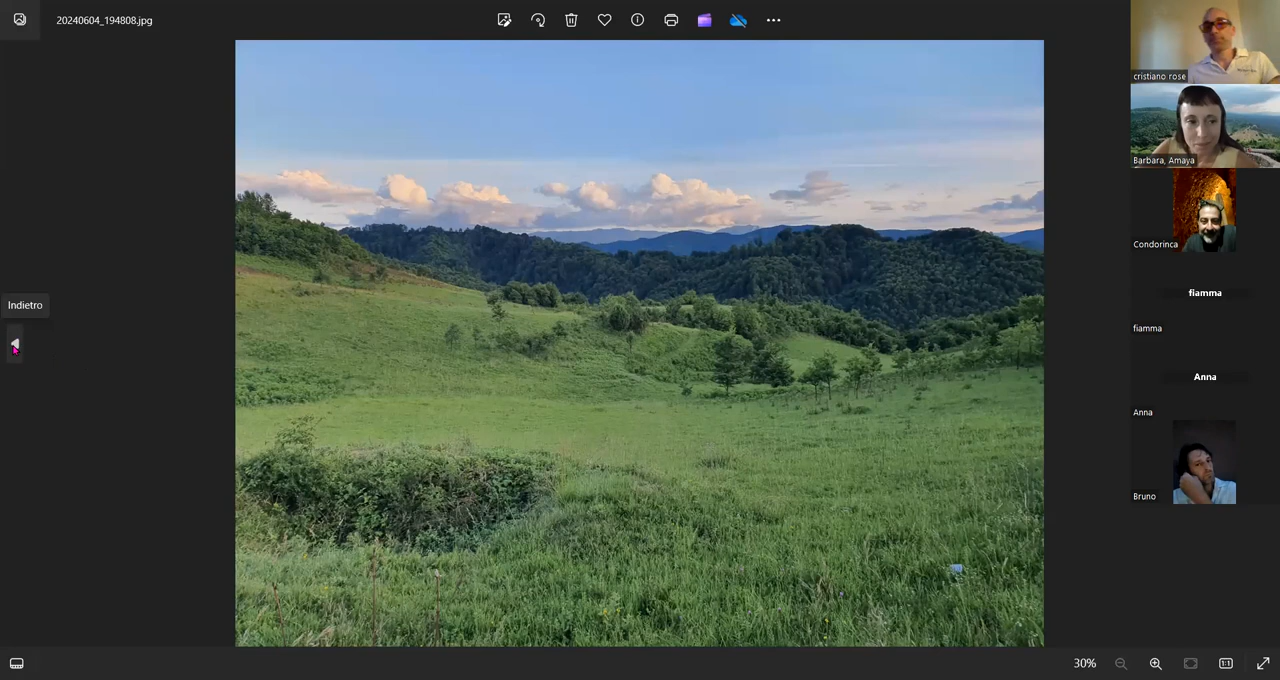 20240604_194808.jpg
cristiano rose
Barbara, Amaya
Condorinca
fiamma
Indietro
fiamma
Anna
Anna
Bruno
30%